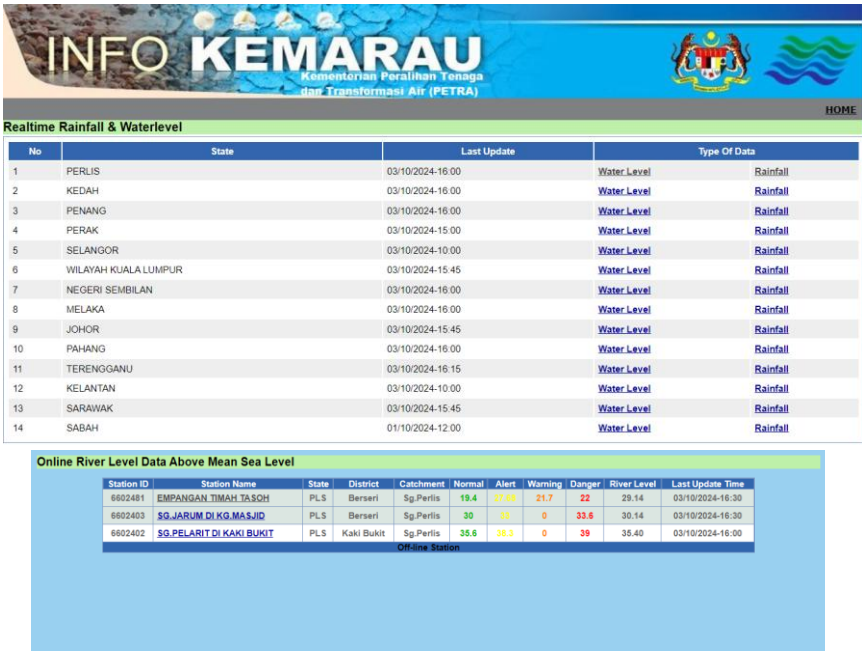 INFO KEMARAU
Kementerian Peralihan Tenaga
dan Transformasi Air (PETRA)
HOME
Realtime Rainfall & Waterlevel
No State Last Update Type Of Data
1 PERLIS 03/10/2024-16:00 Water Level Rainfall
2 KEDAH 03/10/2024-16:00 Water Level Rainfall
3 PENANG 03/10/2024-16:00 Water Level Rainfall
4 PERAK 03/10/2024-15:00 Water Level Rainfall
5 SELANGOR 03/10/2024-10:00 Water Level Rainfall
6 WILAYAH KUALA LUMPUR 03/10/2024-15:45 Water Level Rainfall
7 NEGERI SEMBILAN 03/10/2024-16:00 Water Level Rainfall
8 MELAKA 03/10/2024-16:00 Water Level Rainfall
9 JOHOR 03/10/2024-15:45 Water Level Rainfall
10 PAHANG 03/10/2024-16:00 Water Level Rainfall
11 TERENGGANU 03/10/2024-16:15 Water Level Rainfall
12 KELANTAN 03/10/2024-10:00 Water Level Rainfall
13 SARAWAK 03/10/2024-15:45 Water Level Rainfall
14 SABAH 01/10/2024-12:00 Water Level Rainfall
Online River Level Data Above Mean Sea Level
Station ID Station Name State District Catchment Normal Alert Warning Danger River Level Last Update Time
6602481 EMPANGAN TIMAH TASOH PLS Berseri Sg.Perlis 19.4 21.7 22 29.14 03/10/2024-16:30
6602403 SG.JARUM DI KG.MASJID PLS Berseri Sg.Perlis 30 0 33.6 30.14 03/10/2024-16:30
6602402 SG.PELARIT DI KAKI BUKIT PLS Kaki Bukit Sg.Perlis 35.6 0 39 35.40 03/10/2024-16:00
Off-line Station